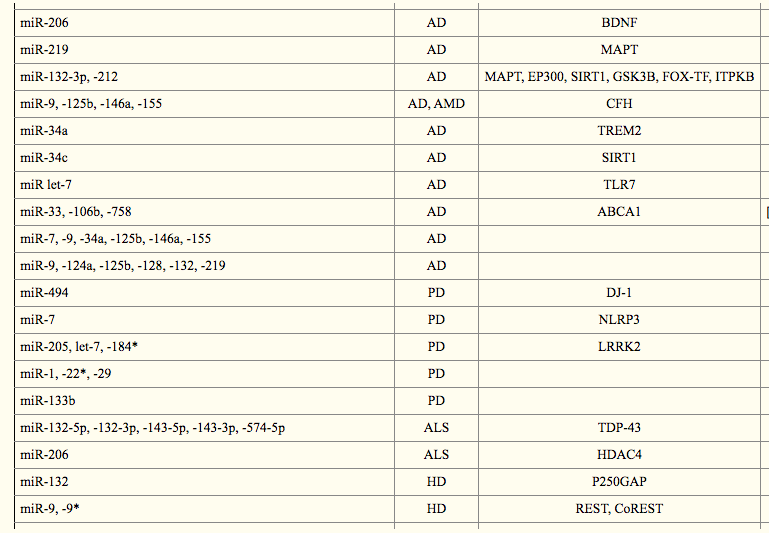 miR-206 AD BDNF
miR-219 AD MAPT
miR-132-3p, -212 AD MAPT, EP300, SIRT1, GSK3B, FOX-TF, ITPKB
miR-9, -125b, -146a, -155 AD, AMD CFH
miR-34a AD TREM2
miR-34c AD SIRT1
miR let-7 AD TLR7
miR-33, -106b, -758 AD ABCA1
miR-7, -9, -34a, -125b, -146a, -155 AD
miR-9, -124a, -125b, -128, -132, -219 AD
miR-494 PD DJ-1
miR-7 PD NLRP3
miR-205, let-7, -184* PD LRRK2
miR-1, -22*, -29 PD
miR-133b PD
miR-132-5p, -132-3p, -143-5p, -143-3p, -574-5p ALS TDP-43
miR-206 ALS HDAC4
miR-132 HD P250GAP
miR-9, -9* HD REST, CoREST